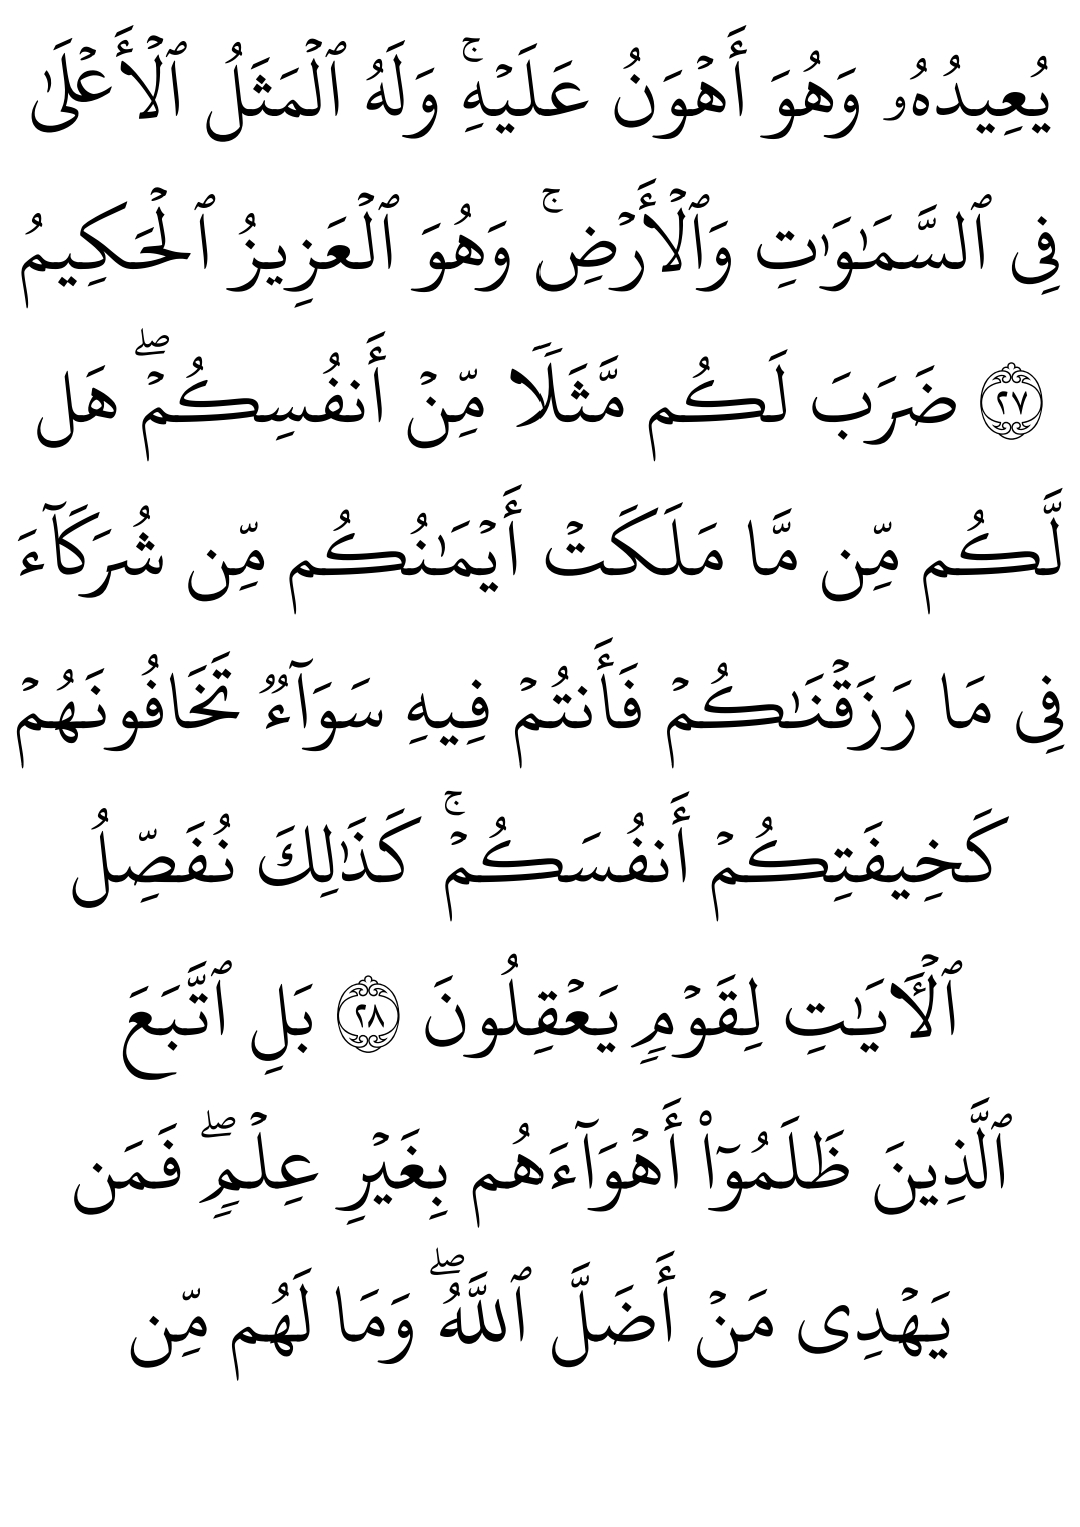 يُعِيدُهُۥ وَهُوَ أَهْوَنُ عَلَيْهِ ۚ وَلَهُ ٱلْمَثَلُ ٱلْأَعْلَىٰ
فِى ٱلسَّمَـٰوَٰتِ وَٱلْأَرْضِ ۚ وَهُوَ ٱلْعَزِيزُ ٱلْحَكِيمُ
٢٧ ضَرَبَ لَكُم مَّثَلًا مِّنْ أَنفُسِكُمْ ۖ هَل
لَّكُم مِّن مَّا مَلَكَتْ أَيْمَـٰنُكُم مِّن شُرَكَآءَ
فِى مَا رَزَقْنَـٰكُمْ فَأَنتُمْ فِيهِ سَوَآءٌ تَخَافُونَهُمْ
كَخِيفَتِكُمْ أَنفُسَكُمْ ۚ كَذَٰلِكَ نُفَصِّلُ
ٱلْـَٔايَـٰتِ لِقَوْمٍ يَعْقِلُونَ ٢٨ بَلِ ٱتَّبَعَ
ٱلَّذِينَ ظَلَمُوٓا۟ أَهْوَآءَهُم بِغَيْرِ عِلْمٍ ۖ فَمَن
يَهْدِى مَنْ أَضَلَّ ٱللَّهُ ۖ وَمَا لَهُم مِّن